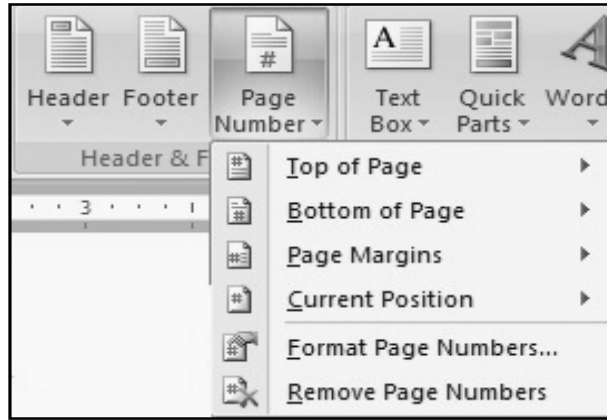 Header Footer Page Number Text Box Quick Parts Word
Header & F
Top of Page
3
Bottom of Page
Page Margins
Current Position
Format Page Numbers...
Remove Page Numbers